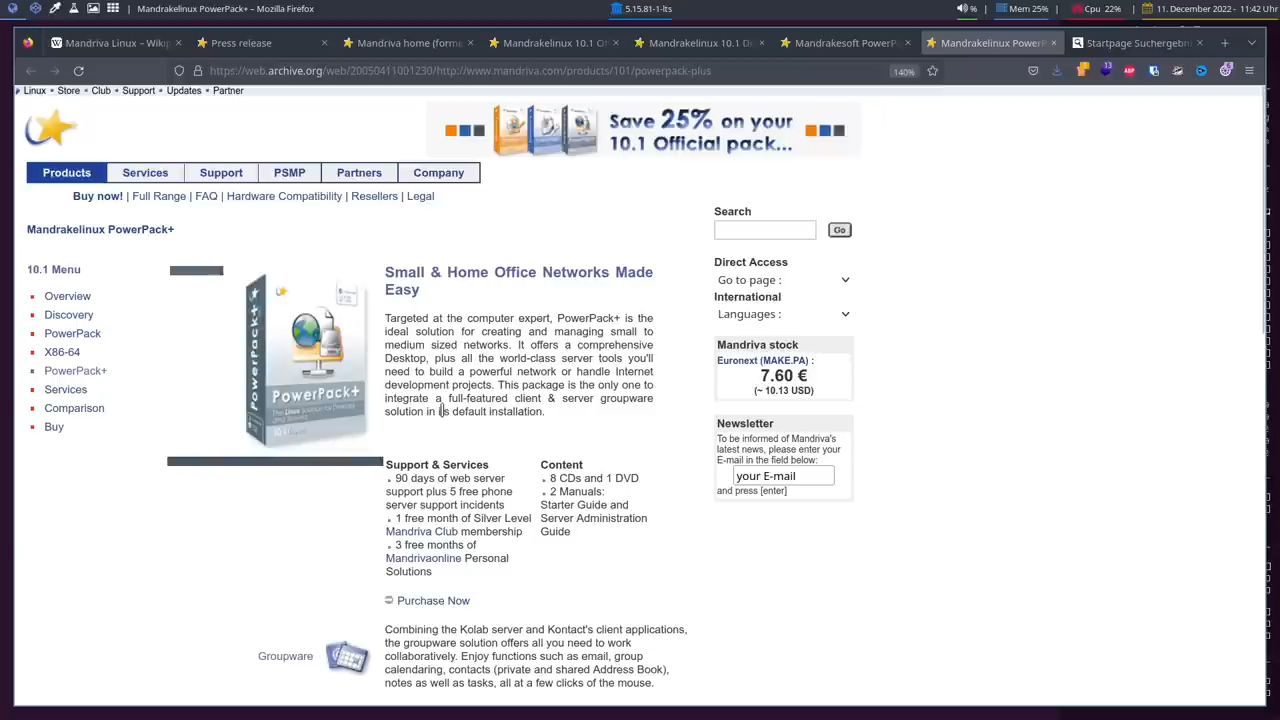 Mandrakelinux PowerPack+ – Mozilla Firefox
5.15.81-1-lts
%
Mem 25%
Cpu 22%
11. December 2022 - 11:42 Uhr
Mandriva Linux – Wikip
Press release
Mandriva home (forme
Mandrakelinux 10.1 Of
Mandrakelinux 10.1 Di
Mandrakesoft PowerP
Mandrakelinux PowerP
Startpage Suchergebni
https://web.archive.org/web/20050411001230/http://www.mandriva.com/products/101/powerpack-plus
140%
Linux Store Club Support Updates Partner
Save 25% on your
10.1 Official pack...
Products Services Support PSMP Partners Company
Buy now! | Full Range | FAQ | Hardware Compatibility | Resellers | Legal
Mandrakelinux PowerPack+
10.1 Menu
Overview
Discovery
PowerPack
X86-64
PowerPack+
Services
Comparison
Buy
PowerPack+
PowerPack+
Small & Home Office Networks Made
Easy
Targeted at the computer expert, PowerPack+ is the
ideal solution for creating and managing small to
medium sized networks. It offers a comprehensive
Desktop, plus all the world-class server tools you'll
need to build a powerful network or handle Internet
development projects. This package is the only one to
integrate a full-featured client & server groupware
solution in its default installation.
Support & Services
90 days of web server
support plus 5 free phone
server support incidents
1 free month of Silver Level
Mandriva Club membership
3 free months of
Mandrivaonline Personal
Solutions
Content
8 CDs and 1 DVD
2 Manuals:
Starter Guide and
Server Administration
Guide
Purchase Now
Groupware
Combining the Kolab server and Kontact's client applications,
the groupware solution offers all you need to work
collaboratively. Enjoy functions such as email, group
calendaring, contacts (private and shared Address Book),
notes as well as tasks, all at a few clicks of the mouse.
Search
Go
Direct Access
Go to page :
International
Languages :
Mandriva stock
Euronext (MAKE.PA) :
7.60 €
(~ 10.13 USD)
Newsletter
To be informed of Mandriva's
latest news, please enter your
E-mail in the field below:
your E-mail
and press [enter]